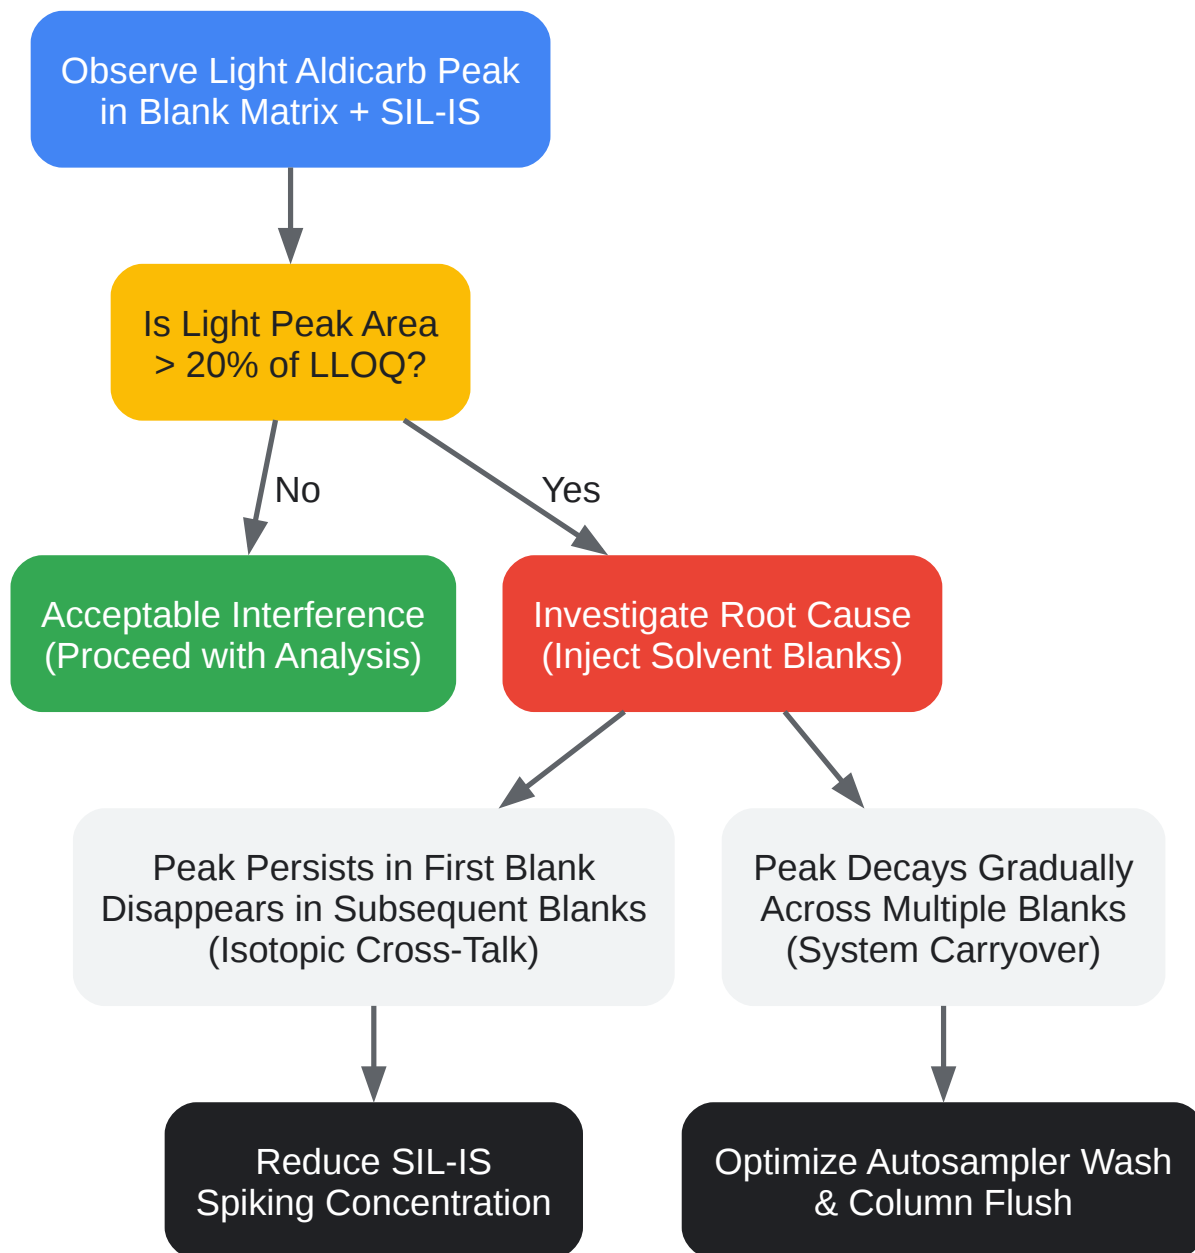 Observe Light Aldicarb Peak
in Blank Matrix + SIL-IS
Is Light Peak Area
> 20% of LLOQ?
No
Yes
Acceptable Interference
(Proceed with Analysis)
Investigate Root Cause
(Inject Solvent Blanks)
Peak Persists in First Blank
Disappears in Subsequent Blanks
(Isotopic Cross-Talk)
Peak Decays Gradually
Across Multiple Blanks
(System Carryover)
Reduce SIL-IS
Spiking Concentration
Optimize Autosampler Wash
& Column Flush